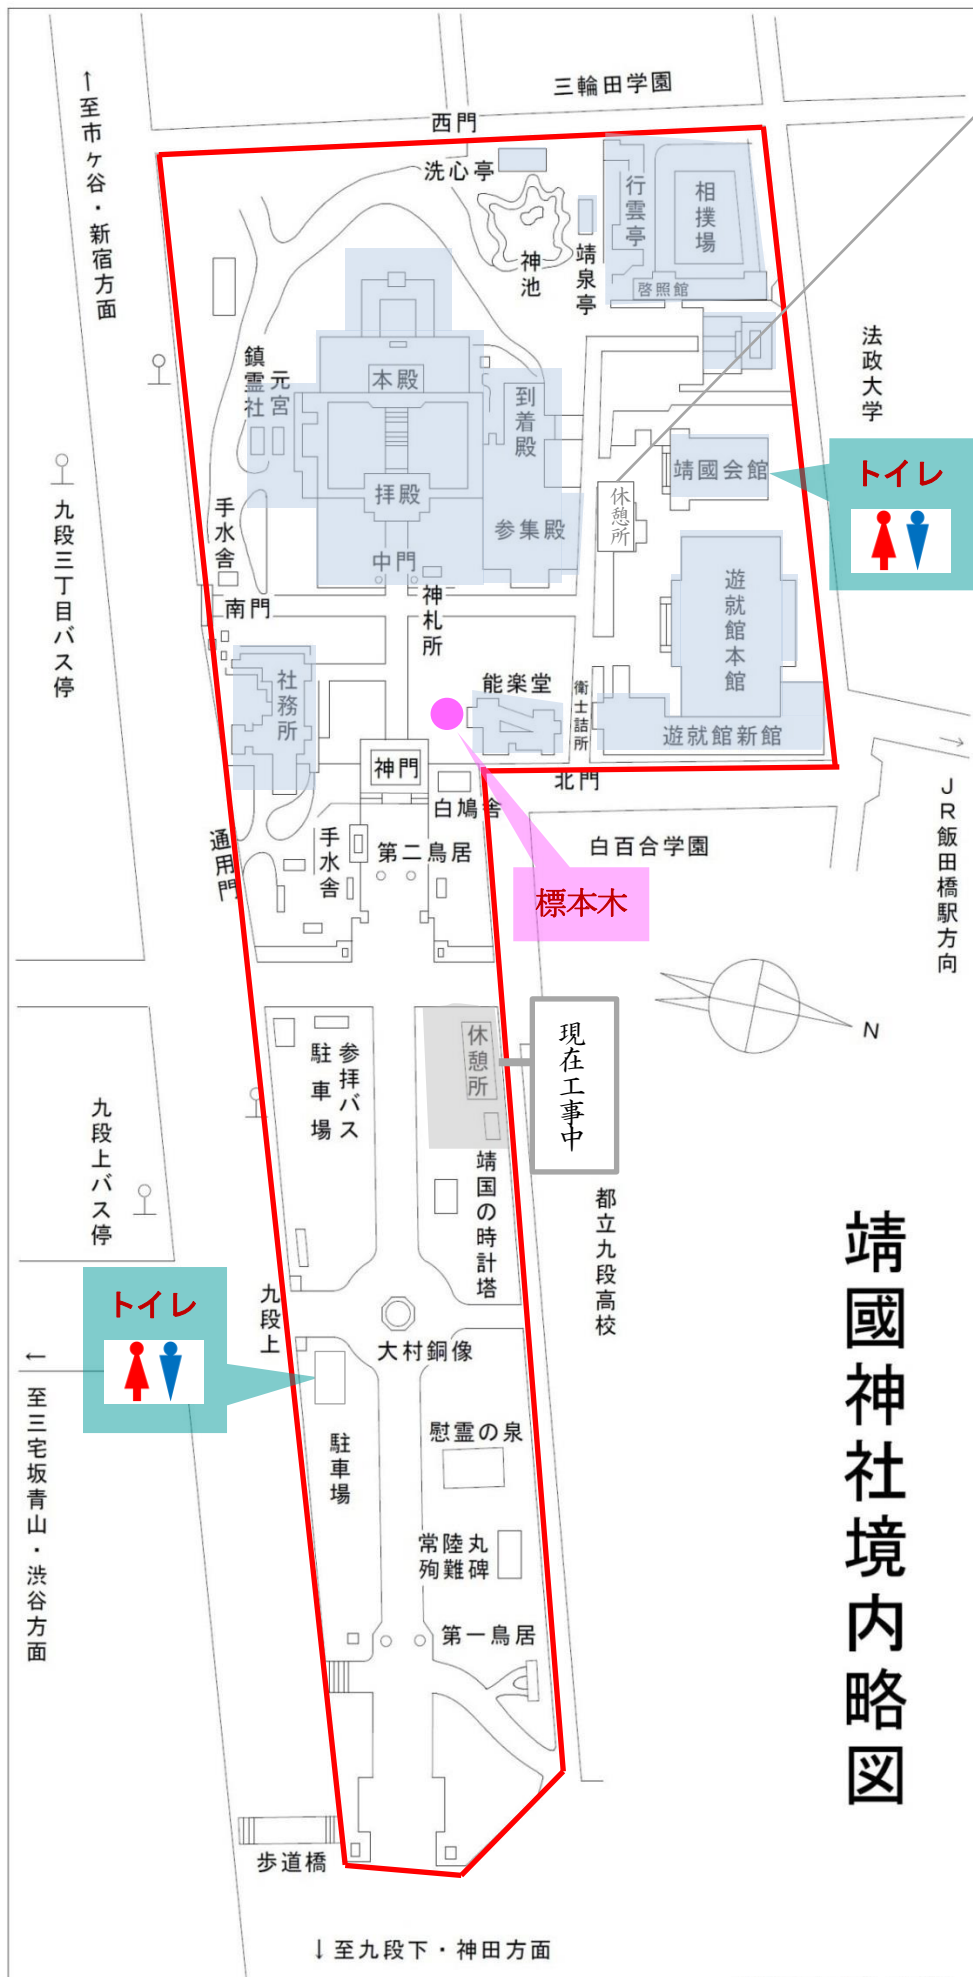 三輪田学園
西門
←至市ヶ谷・新宿方面
洗心亭
行雲亭
相撲場
神池
靖泉亭
啓照館
法政大学
鎮霊社
元宮
本殿
到着殿
靖國会館
トイレ
拝殿
休憩所
参集殿
手水舎
九段三丁目バス停
中門
神札所
遊就館本館
南門
社務所
能楽堂
衛士詰所
遊就館新館
神門
北門
→
JR飯田橋駅方向
白鳩舎
通用門
手水舎
第二鳥居
白百合学園
標本木
N
休憩所
現在工事中
参拝バス
駐車場
九段上バス停
靖国の時計塔
都立九段高校
靖國神社境内略図
トイレ
九段上
大村銅像
←
至三宅坂青山・渋谷方面
慰霊の泉
駐車場
常陸丸
殉難碑
第一鳥居
歩道橋
↓至九段下・神田方面